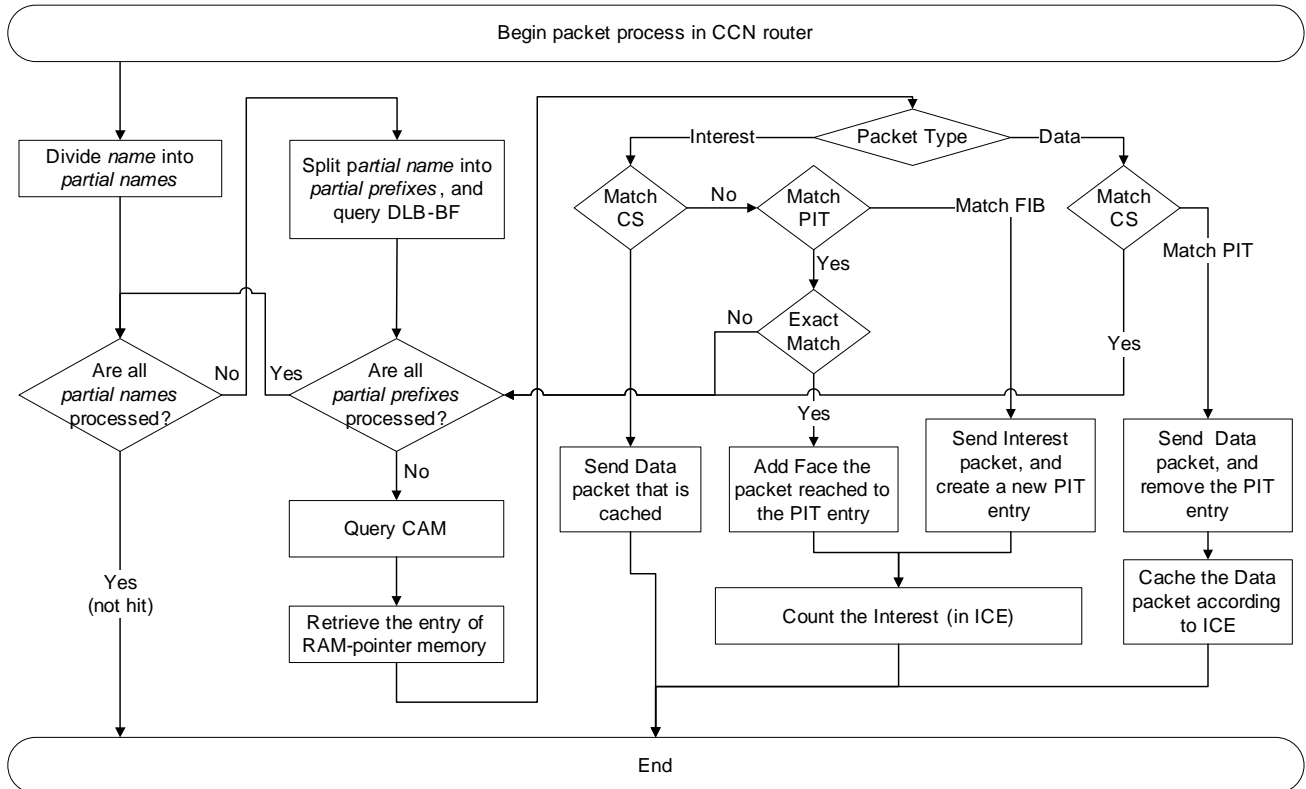 Begin packet process in CCN router
Divide name into
partial names
Split partial name into
partial prefixes, and
query DLB-BF
Packet Type
Interest
Data
Match
CS
No
Match
PIT
Match FIB
Match
CS
Match PIT
Yes
Exact
Match
No
Yes
Are all
partial names
processed?
No
Yes
Are all
partial prefixes
processed?
Yes
No
Send Data
packet that is
cached
Add Face the
packet reached to
the PIT entry
Send Interest
packet, and
create a new PIT
entry
Send Data
packet, and
remove the PIT
entry
Query CAM
Yes
(not hit)
Retrieve the entry of
RAM-pointer memory
Count the Interest (in ICE)
Cache the Data
packet according
to ICE
End